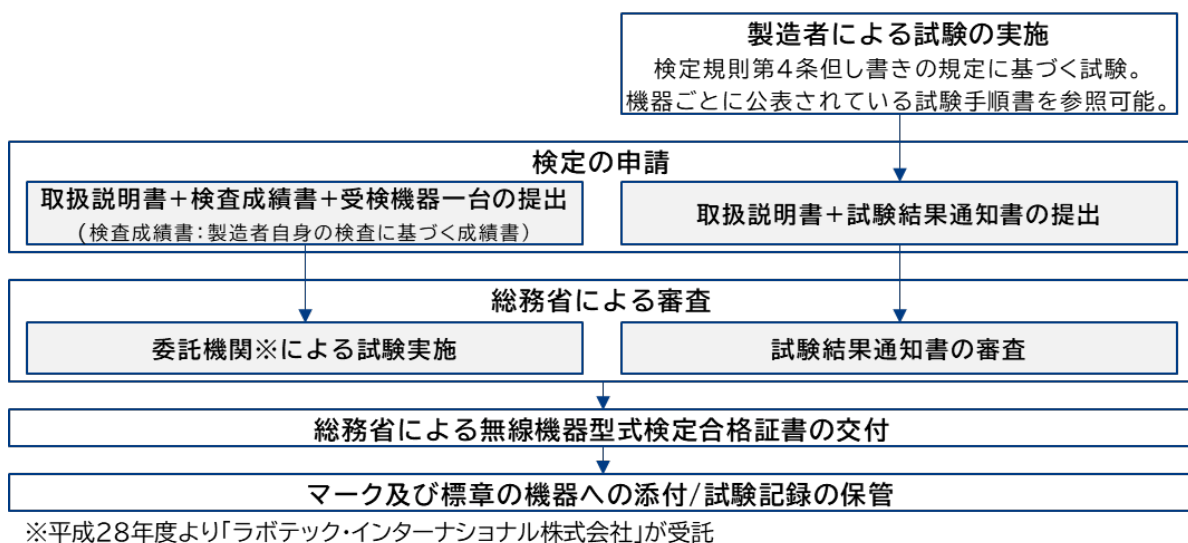 製造者による試験の実施
検定規則第４条但し書きの規定に基づく試験。
機器ごとに公表されている試験手順書を参照可能。
検定の申請
取扱説明書＋検査成績書＋受検機器一台の提出
（検査成績書：製造者自身の検査に基づく成績書）
取扱説明書＋試験結果通知書の提出
総務省による審査
委託機関※による試験実施
試験結果通知書の審査
総務省による無線機器型式検定合格証書の交付
マーク及び標章の機器への添付/試験記録の保管
※平成28年度より「ラボテック・インターナショナル株式会社」が受託